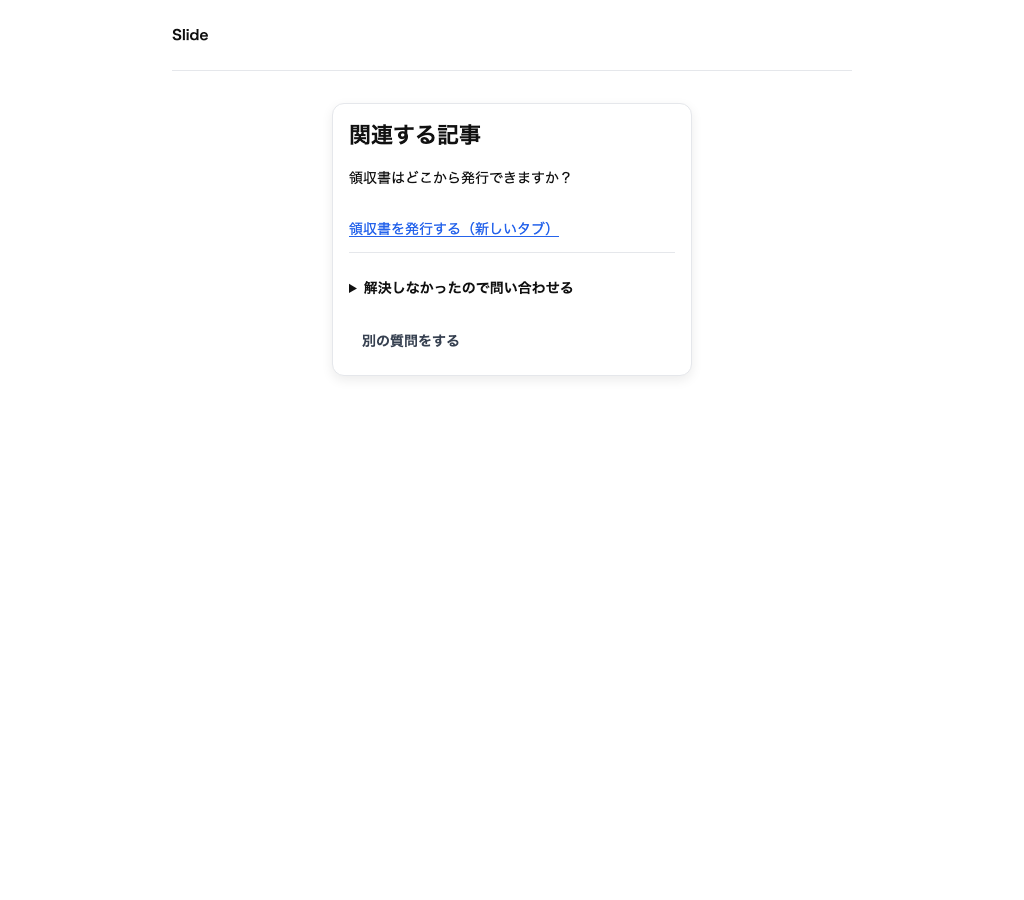 Slide
関連する記事
領収書はどこから発行できますか？
領収書を発行する（新しいタブ）
解決しなかったので問い合わせる
別の質問をする